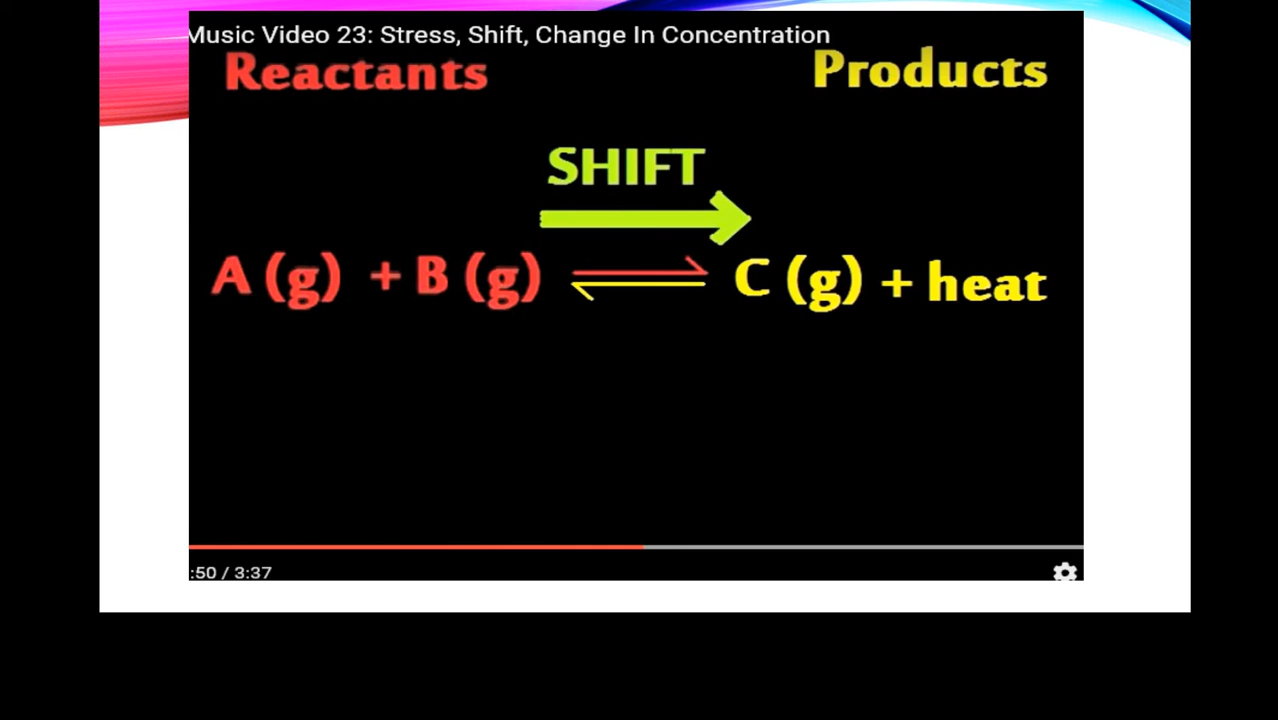 Music Video 23: Stress, Shift, Change In Concentration
Reactants Products
SHIFT
A (g) + B (g) ⇌ C (g) + heat
:50 / 3:37